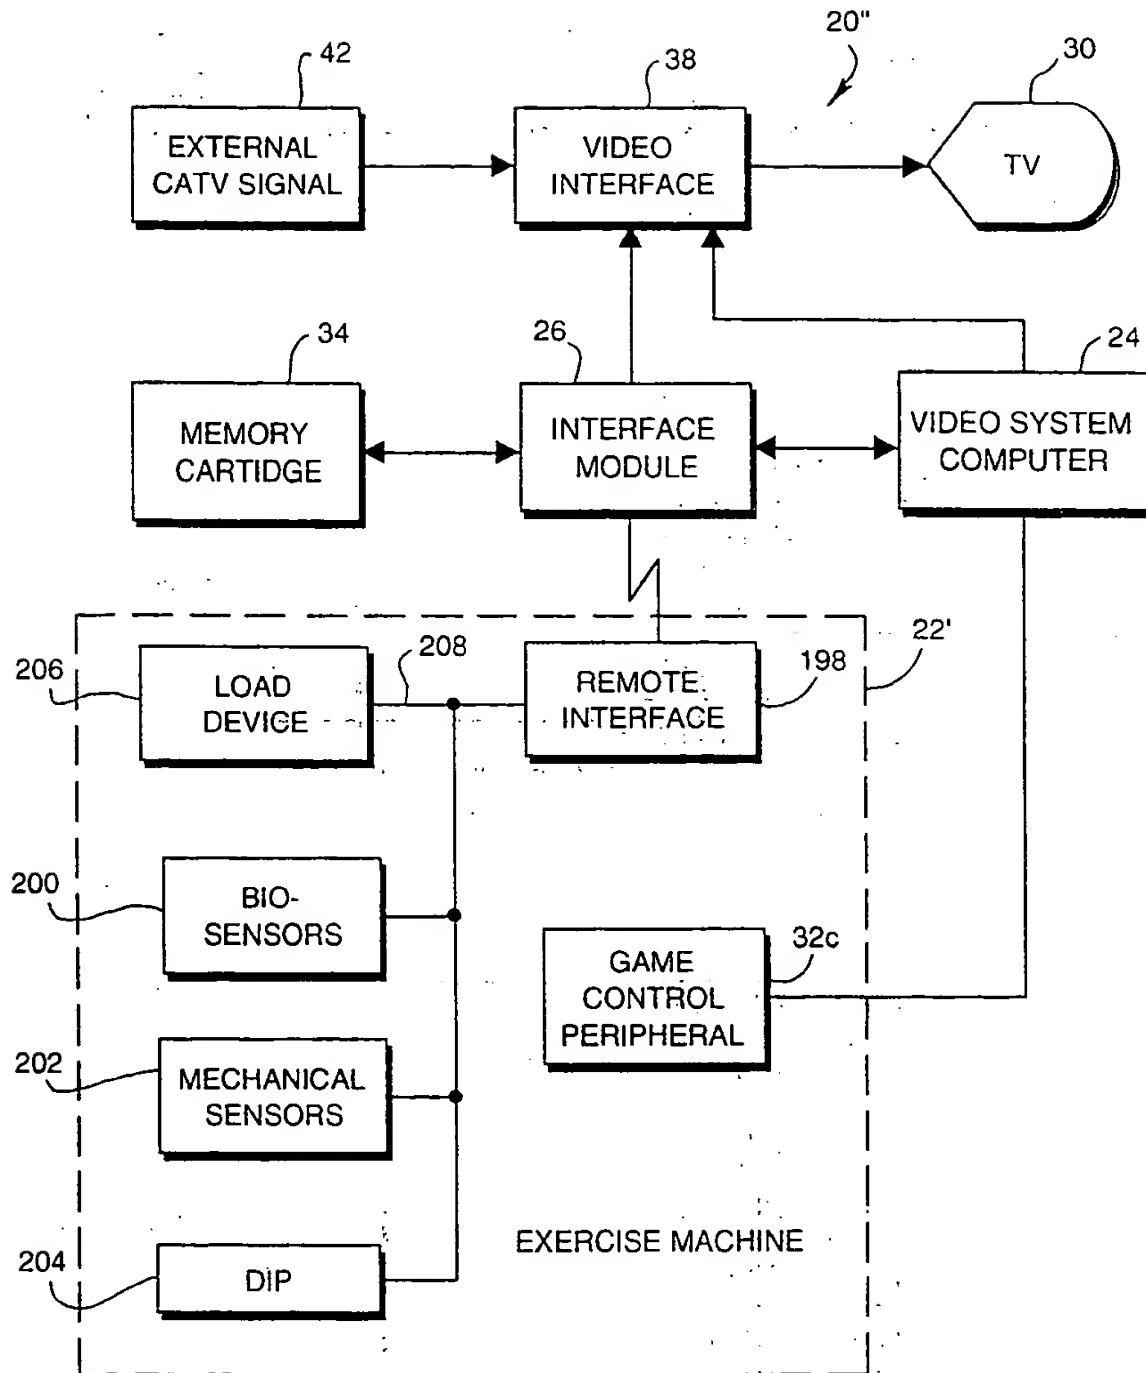 20"
42
38
30
EXTERNAL
CATV SIGNAL
VIDEO
INTERFACE
TV
34
26
24
MEMORY
CARTIDGE
INTERFACE
MODULE
VIDEO SYSTEM
COMPUTER
206
LOAD
DEVICE
208
REMOTE
INTERFACE
198
22'
200
BIO-
SENSORS
GAME
CONTROL
PERIPHERAL
32c
202
MECHANICAL
SENSORS
204
DIP
EXERCISE MACHINE